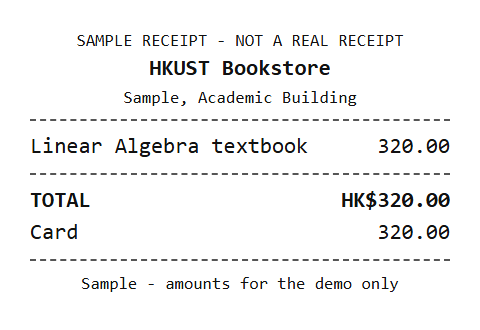 SAMPLE RECEIPT - NOT A REAL RECEIPT
HKUST Bookstore
Sample, Academic Building
Linear Algebra textbook 320.00
TOTAL HK$320.00
Card 320.00
Sample - amounts for the demo only